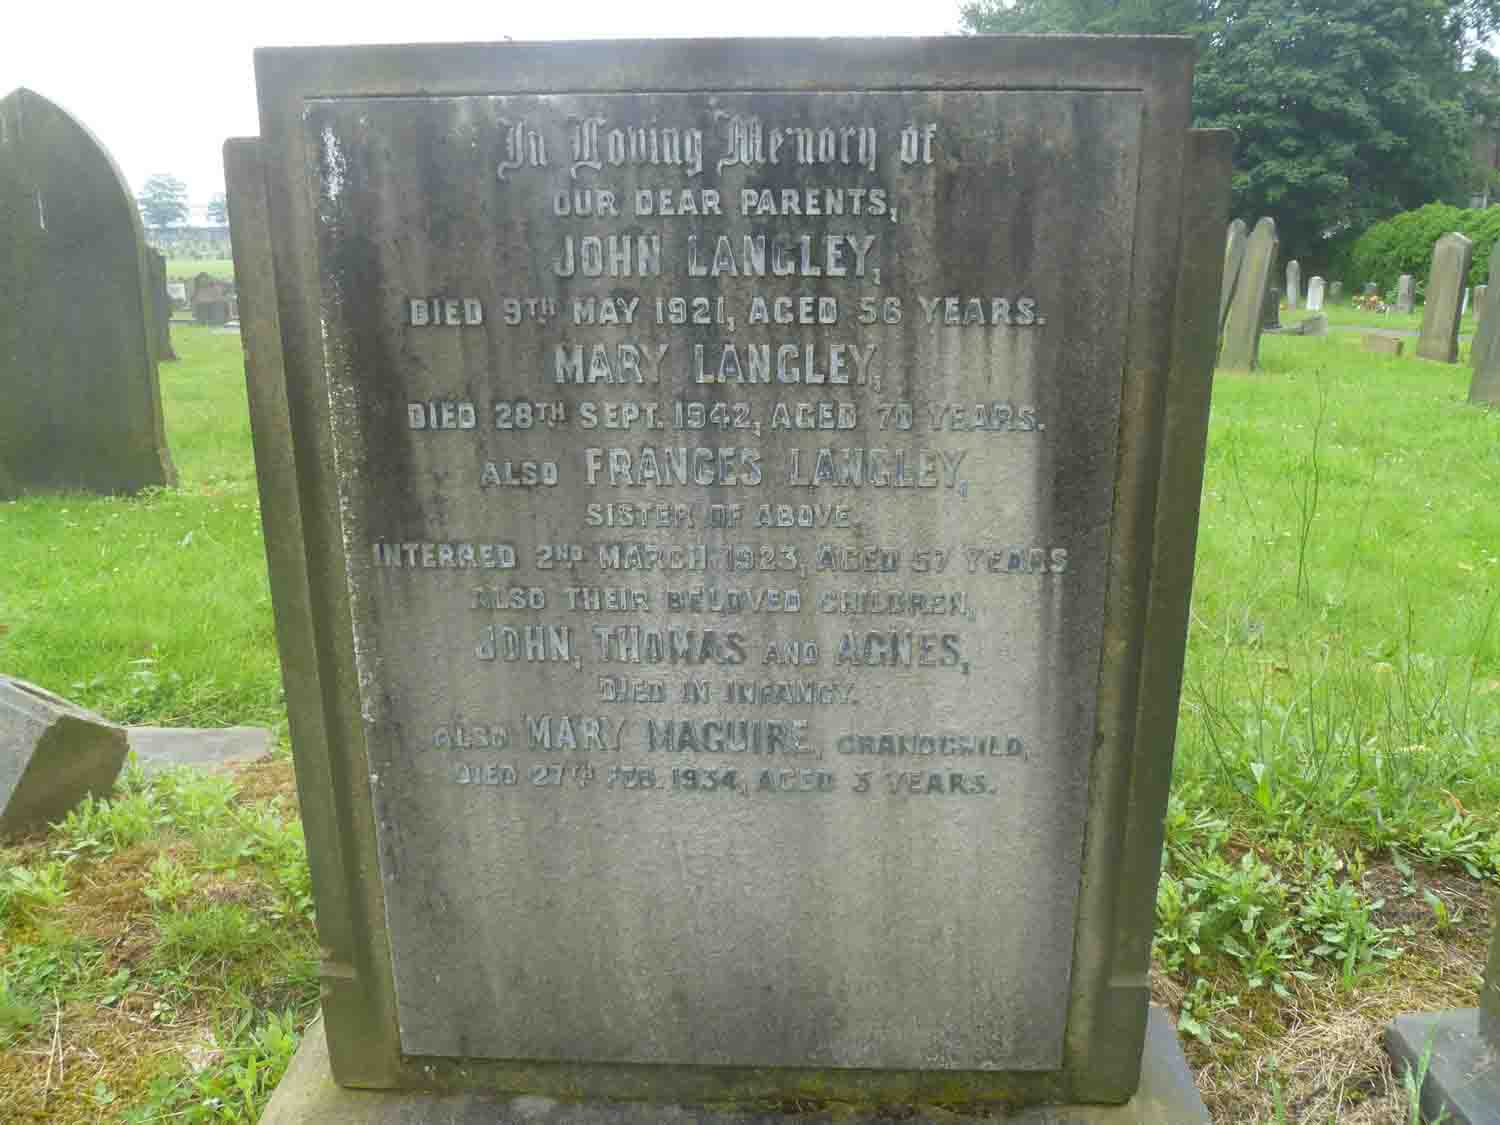 In Loving Memory of
OUR DEAR PARENTS,
JOHN LANGLEY,
DIED 9TH MAY 1921, AGED 56 YEARS.
MARY LANGLEY,
DIED 28TH SEPT. 1942, AGED 70 YEARS.
ALSO FRANCES LANGLEY,
SISTER OF ABOVE.
INTERRED 2ND MARCH 1923, AGED 57 YEARS
ALSO THEIR BELOVED CHILDREN,
JOHN, THOMAS AND AGNES,
DIED IN INFANCY.
ALSO MARY MAGUIRE, GRANDCHILD,
DIED 27TH FEB. 1934, AGED 3 YEARS.